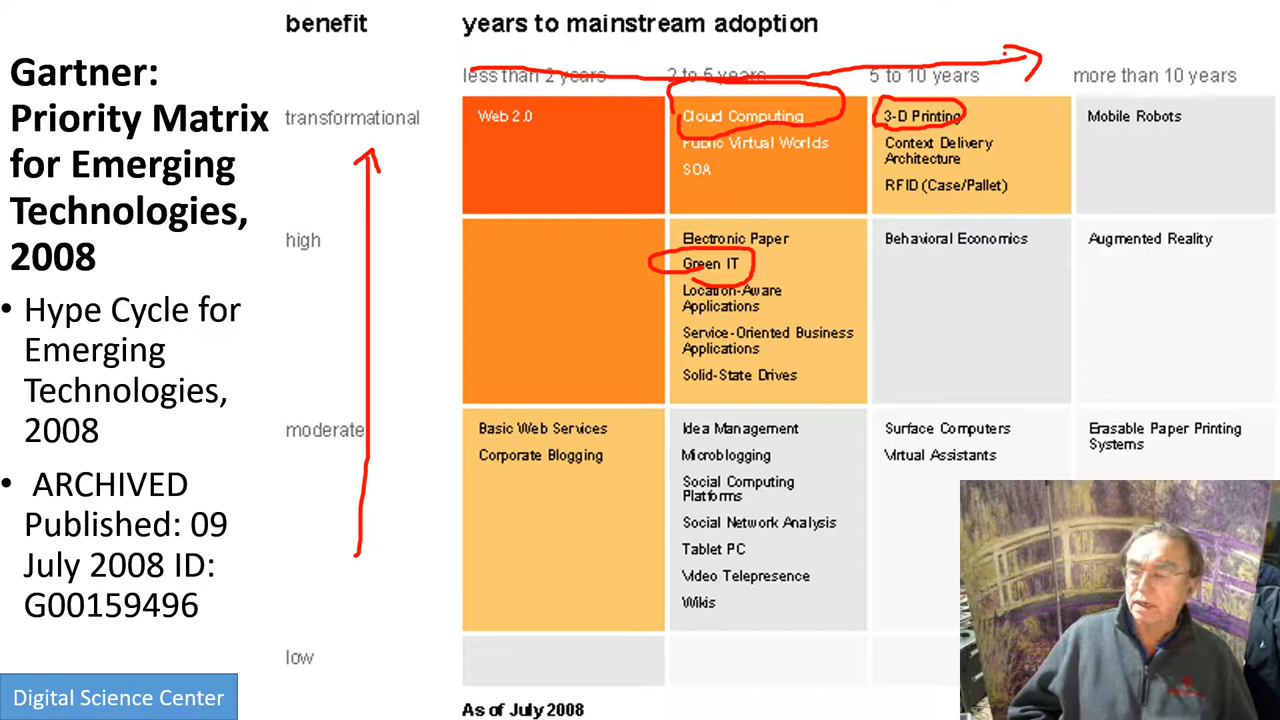 Gartner:
Priority Matrix
for Emerging
Technologies,
2008
• Hype Cycle for
Emerging
Technologies,
2008
• ARCHIVED
Published: 09
July 2008 ID:
G00159496
Digital Science Center
benefit
years to mainstream adoption
less than 2 years
2 to 5 years
5 to 10 years
more than 10 years
transformational
Web 2.0
Cloud Computing
Public Virtual Worlds
SOA
3-D Printing
Context Delivery
Architecture
RFID (Case/Pallet)
Mobile Robots
high
Electronic Paper
Green IT
Location-Aware
Applications
Service-Oriented Business
Applications
Solid-State Drives
Behavioral Economics
Augmented Reality
moderate
Basic Web Services
Corporate Blogging
Idea Management
Microblogging
Social Computing
Platforms
Social Network Analysis
Tablet PC
Video Telepresence
Wikis
Surface Computers
Virtual Assistants
Erasable Paper Printing
Systems
low
As of July 2008